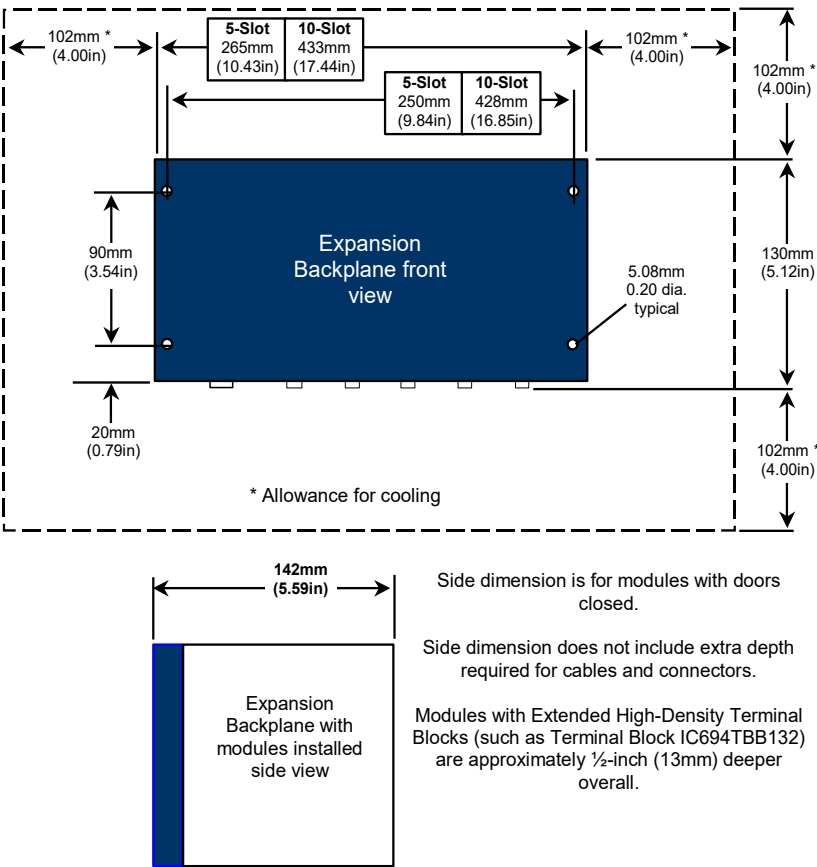 102mm *
(4.00in)
5-Slot
265mm
(10.43in)
10-Slot
433mm
(17.44in)
102mm *
(4.00in)
102mm *
(4.00in)
5-Slot
250mm
(9.84in)
10-Slot
428mm
(16.85in)
90mm
(3.54in)
Expansion
Backplane front
view
5.08mm
0.20 dia.
typical
130mm
(5.12in)
20mm
(0.79in)
102mm *
(4.00in)
* Allowance for cooling
142mm
(5.59in)
Side dimension is for modules with doors
closed.
Side dimension does not include extra depth
required for cables and connectors.
Expansion
Backplane with
modules installed
side view
Modules with Extended High-Density Terminal
Blocks (such as Terminal Block IC694TBB132)
are approximately ½-inch (13mm) deeper
overall.